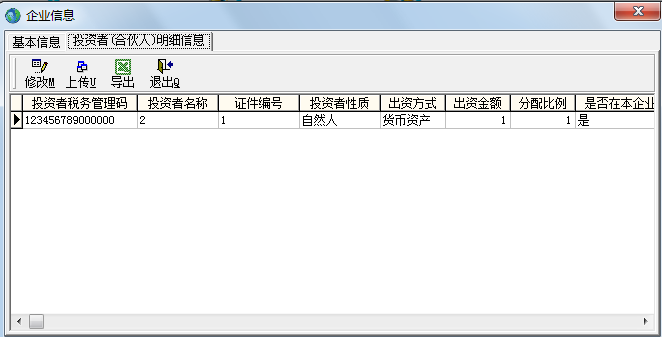 企业信息
基本信息 投资者(合伙人)明细信息
修改M 上传U 导出 退出Q
投资者税务管理码 投资者名称 证件编号 投资者性质 出资方式 出资金额 分配比例 是否在本企业
123456789000000 2 1 自然人 货币资产 1 1 是